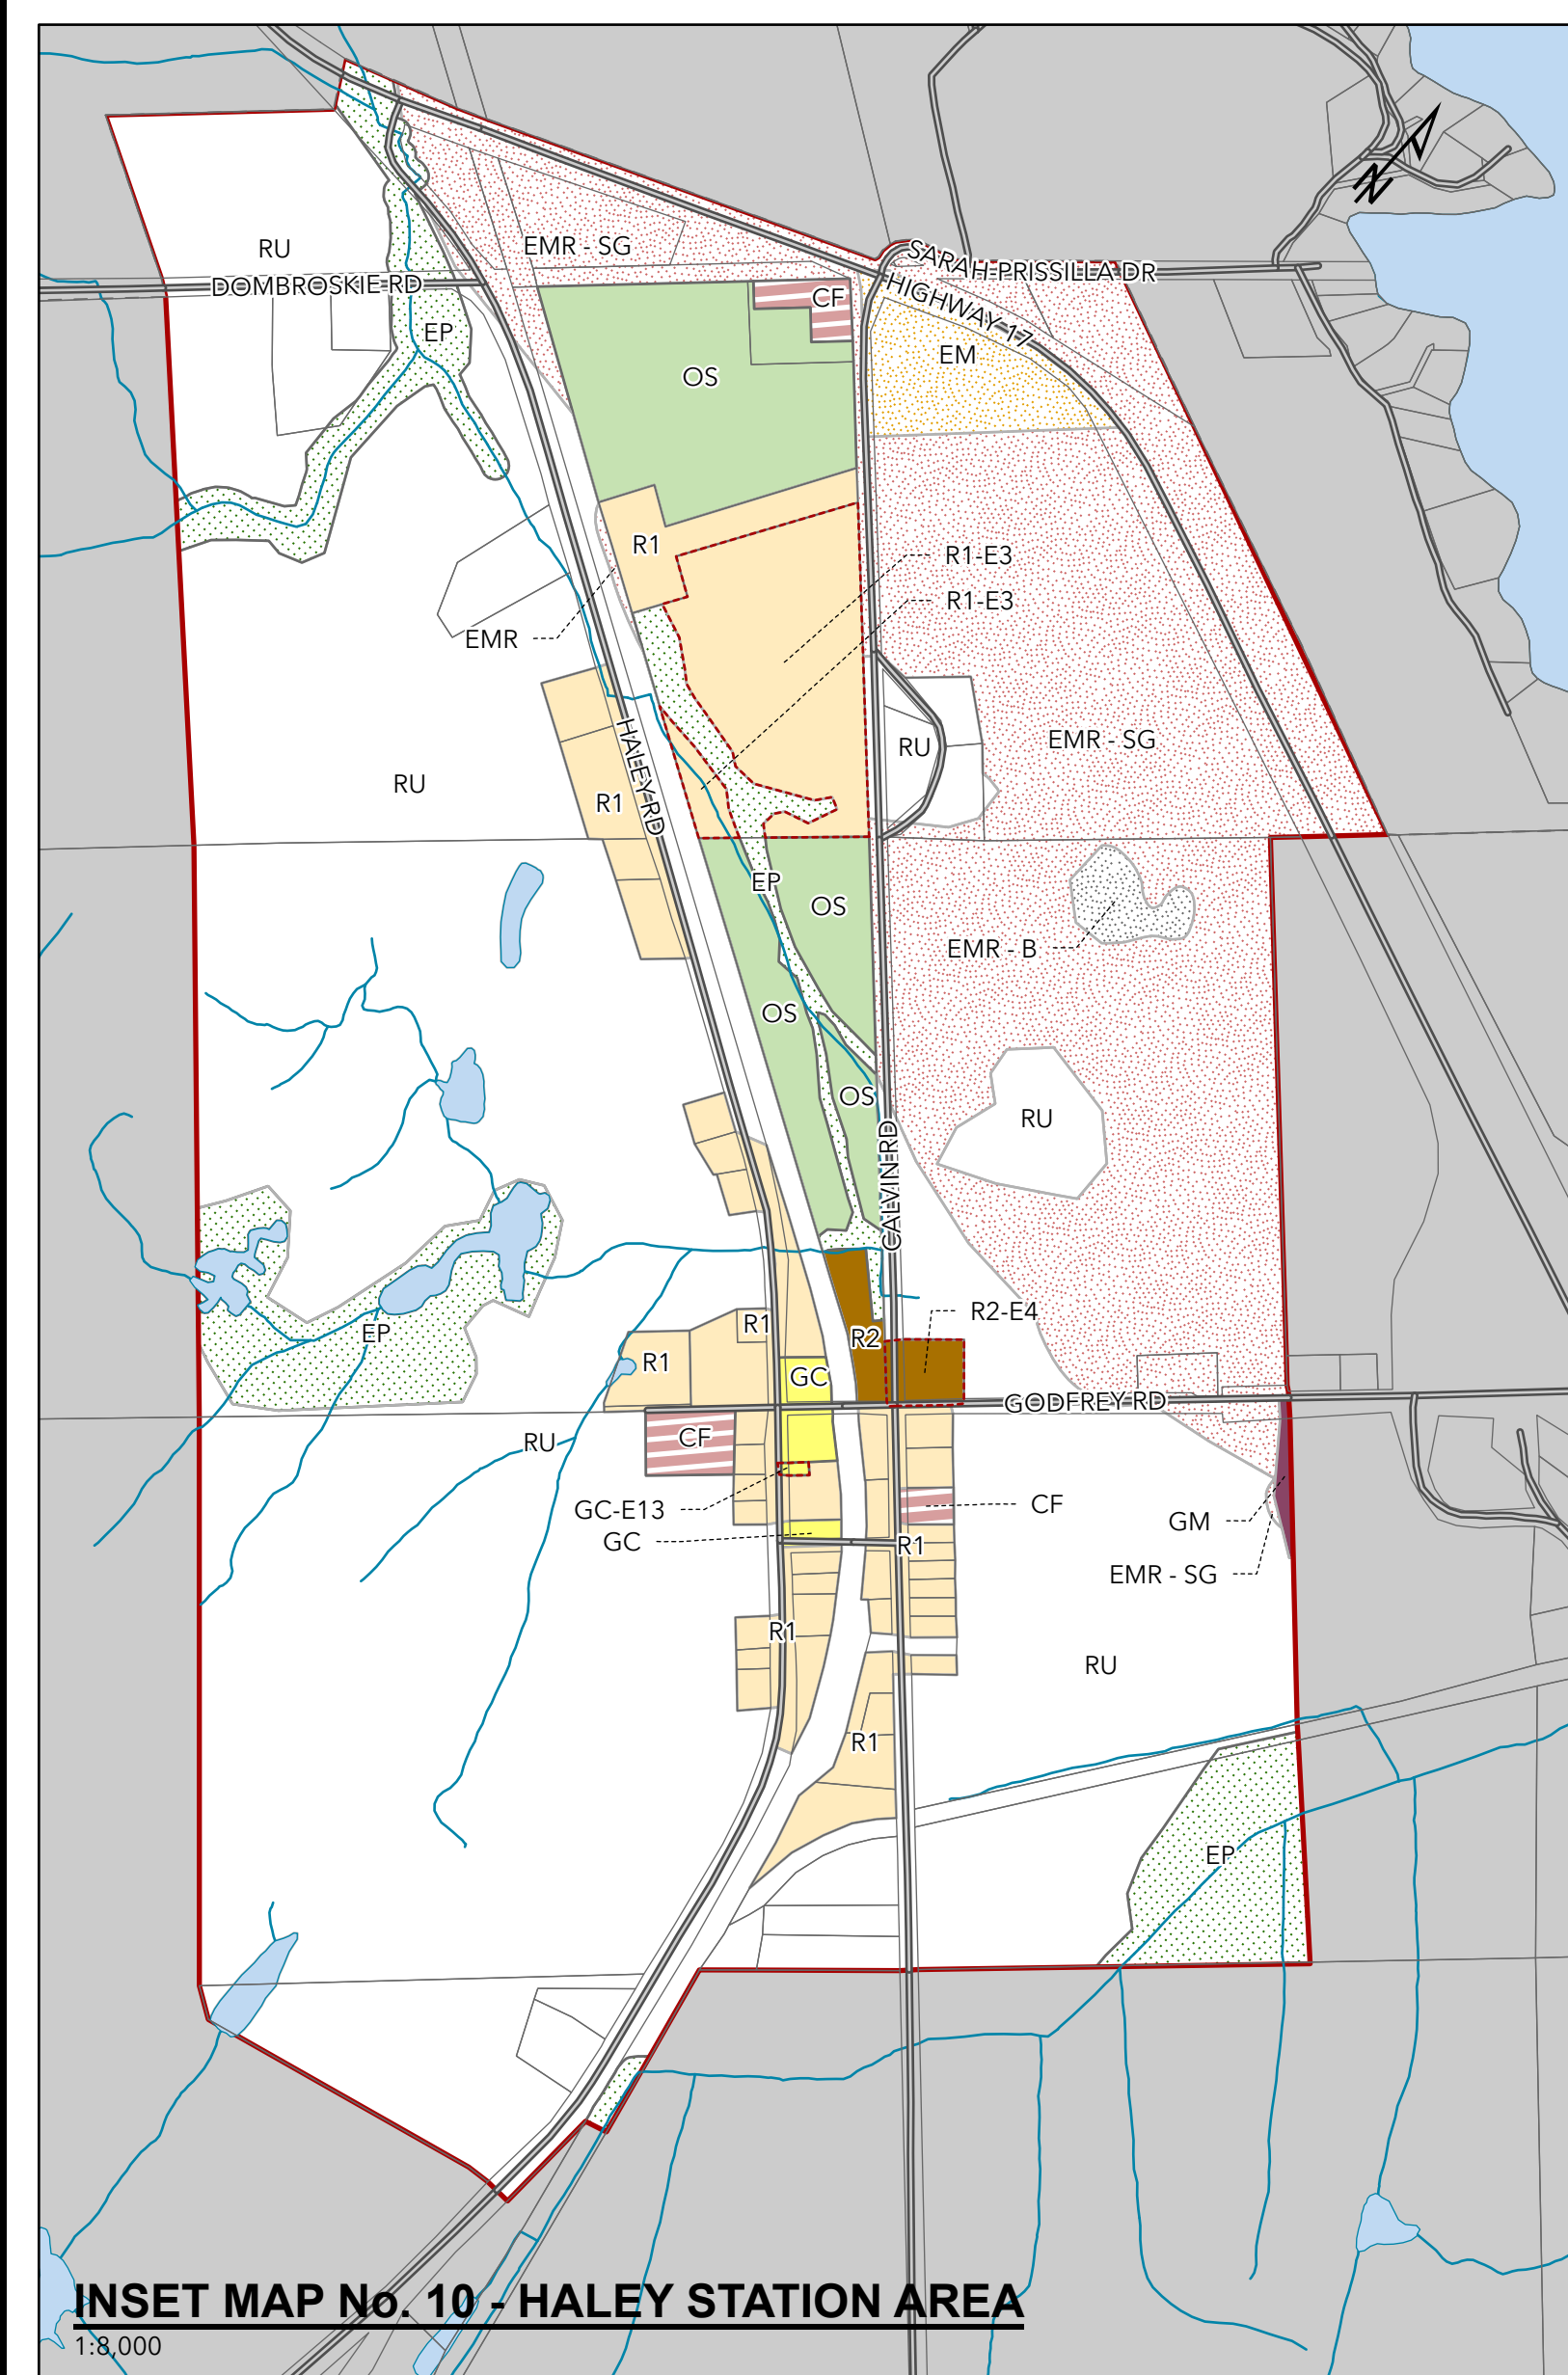 N
RU
EMR - SG
SARAH PRISSILLA DR
DOMBROSKIE RD
CF
HIGHWAY 17
EP
EM
OS
R1
R1-E3
R1-E3
EMR
RU
EMR - SG
HALEY RD
RU
R1
EP
OS
EMR - B
OS
OS
RU
CALVIN RD
R2-E4
R1
EP
R2
R1
GC
GODFREY RD
CF
RU
GC-E13
CF
GM
GC
R1
EMR - SG
R1
RU
R1
EP
INSET MAP No. 10 - HALEY STATION AREA
1:8,000